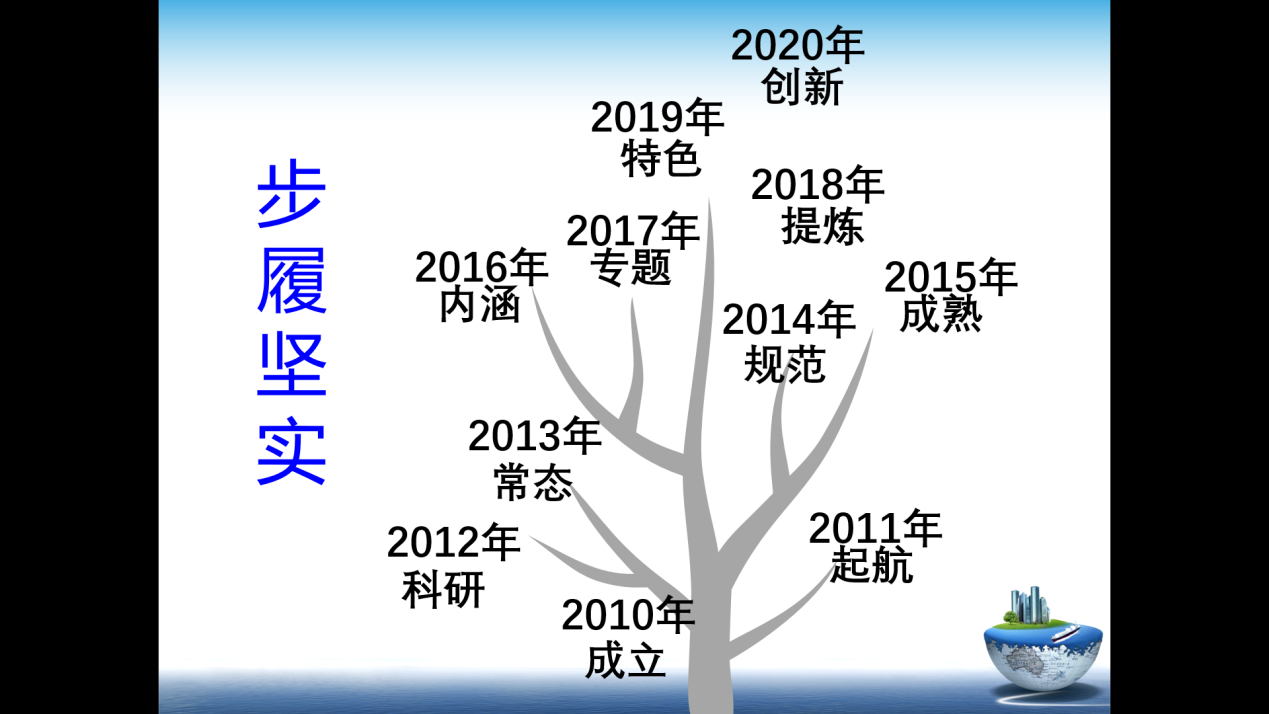 步履坚实
2020年
创新
2019年
特色
2018年
提炼
2017年
专题
2016年
内涵
2015年
成熟
2014年
规范
2013年
常态
2012年
科研
2011年
起航
2010年
成立